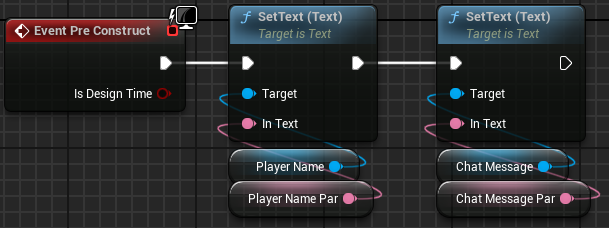 Event Pre Construct
Is Design Time
SetText (Text)
Target is Text
Target
In Text
Player Name
Player Name Par
SetText (Text)
Target is Text
Target
In Text
Chat Message
Chat Message Par